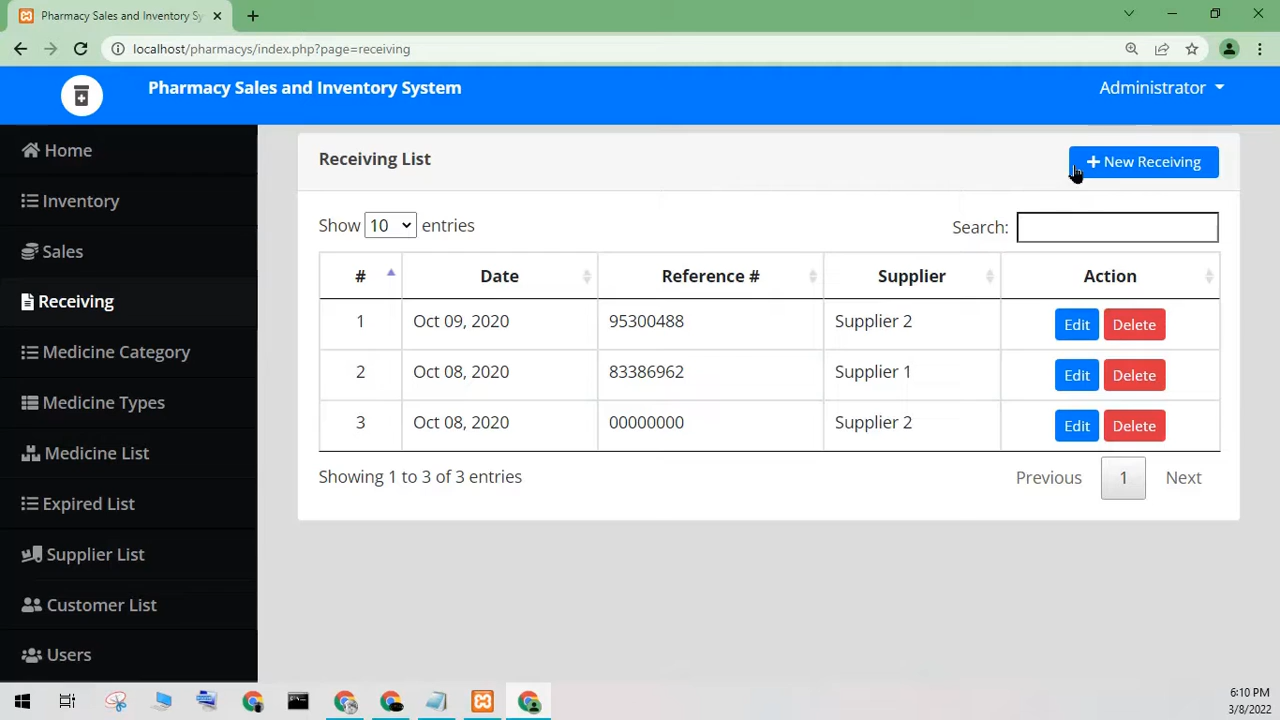 Pharmacy Sales and Inventory Sy
localhost/pharmacys/index.php?page=receiving
Pharmacy Sales and Inventory System
Administrator
Home
Inventory
Sales
Receiving
Medicine Category
Medicine Types
Medicine List
Expired List
Supplier List
Customer List
Users
Receiving List
New Receiving
Show 10 entries
Search:
# Date Reference # Supplier Action
1 Oct 09, 2020 95300488 Supplier 2 Edit Delete
2 Oct 08, 2020 83386962 Supplier 1 Edit Delete
3 Oct 08, 2020 00000000 Supplier 2 Edit Delete
Showing 1 to 3 of 3 entries
Previous 1 Next
6:10 PM
3/8/2022